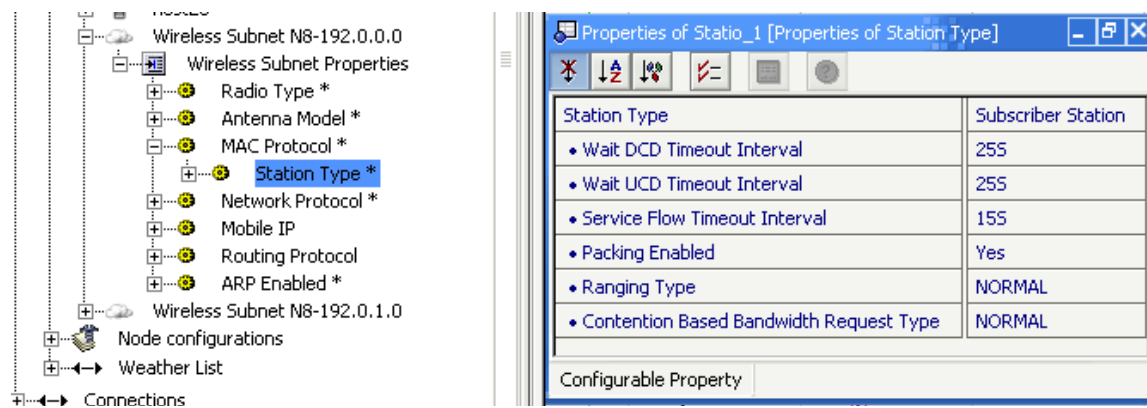 Wireless Subnet N8-192.0.0.0
Wireless Subnet Properties
Radio Type *
Antenna Model *
MAC Protocol *
Station Type *
Network Protocol *
Mobile IP
Routing Protocol
ARP Enabled *
Wireless Subnet N8-192.0.1.0
Node configurations
Weather List
Connections
Properties of Statio_1 [Properties of Station Type]
Station Type Subscriber Station
• Wait DCD Timeout Interval 25S
• Wait UCD Timeout Interval 25S
• Service Flow Timeout Interval 15S
• Packing Enabled Yes
• Ranging Type NORMAL
• Contention Based Bandwidth Request Type NORMAL
Configurable Property